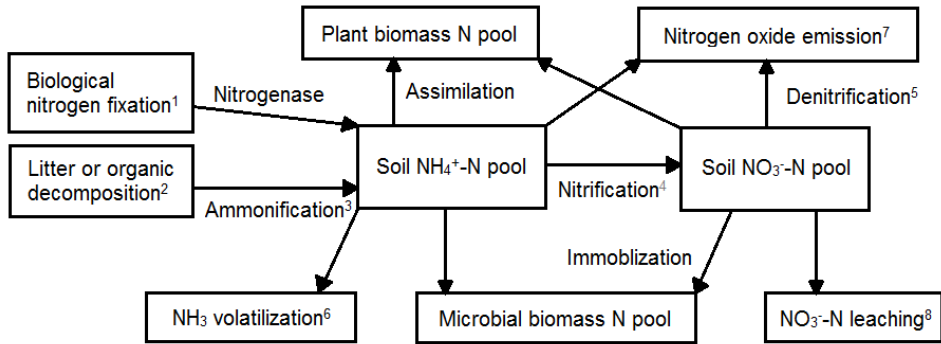 Plant biomass N pool
Nitrogen oxide emission⁷
Biological
nitrogen fixation¹
Nitrogenase
Assimilation
Denitrification⁵
Litter or organic
decomposition²
Soil NH₄⁺-N pool
Soil NO₃⁻-N pool
Nitrification⁴
Ammonification³
Immoblization
NH₃ volatilization⁶
Microbial biomass N pool
NO₃⁻-N leaching⁸